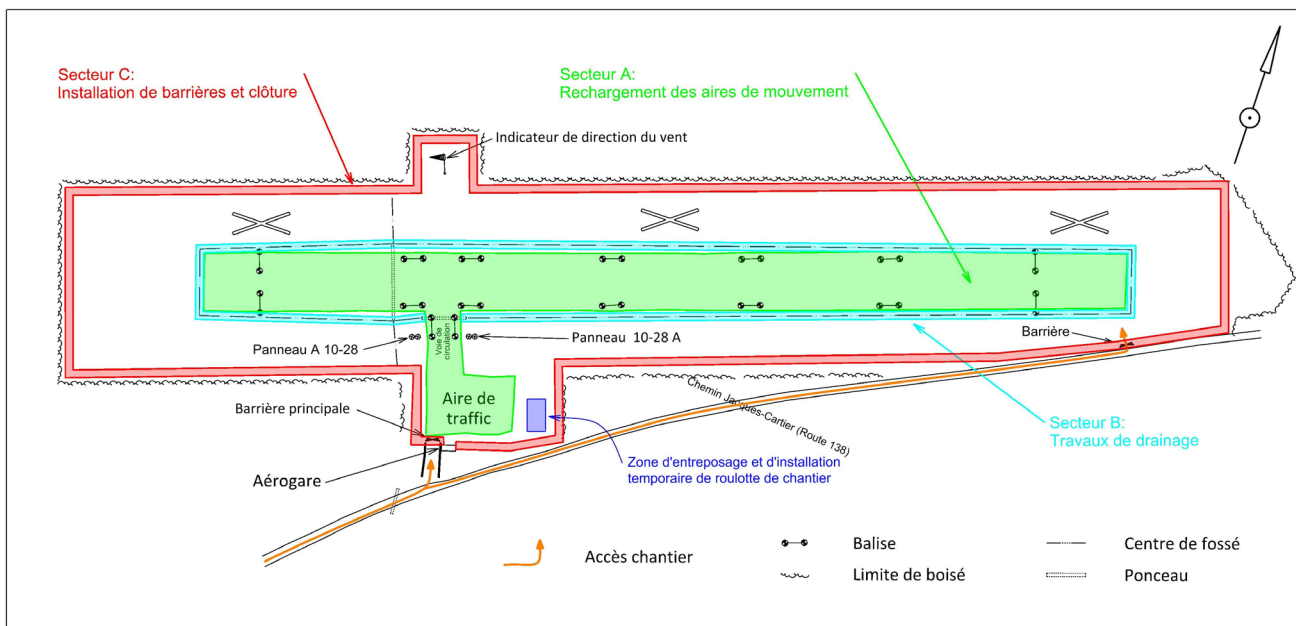 Secteur C:
Installation de barrières et clôture
Secteur A:
Rechargement des aires de mouvement
Indicateur de direction du vent
Panneau A 10-28
Voie de
circulation
Panneau 10-28 A
Barrière
Aire de
traffic
Barrière principale
Chemin Jacques-Cartier (Route 138)
Secteur B:
Travaux de drainage
Aérogare
Zone d'entreposage et d'installation
temporaire de roulotte de chantier
Accès chantier
Balise
Centre de fossé
Limite de boisé
Ponceau